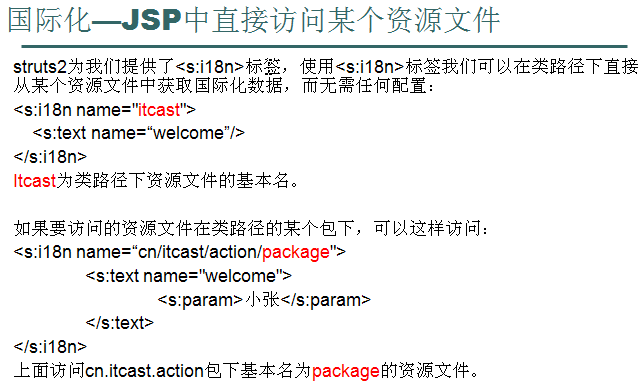 国际化—JSP中直接访问某个资源文件
struts2为我们提供了<s:i18n>标签，使用<s:i18n>标签我们可以在类路径下直接
从某个资源文件中获取国际化数据，而无需任何配置：
<s:i18n name="itcast">
<s:text name=“welcome”/>
</s:i18n>
Itcast为类路径下资源文件的基本名。
如果要访问的资源文件在类路径的某个包下，可以这样访问：
<s:i18n name=“cn/itcast/action/package">
<s:text name="welcome">
<s:param>小张</s:param>
</s:text>
</s:i18n>
上面访问cn.itcast.action包下基本名为package的资源文件。